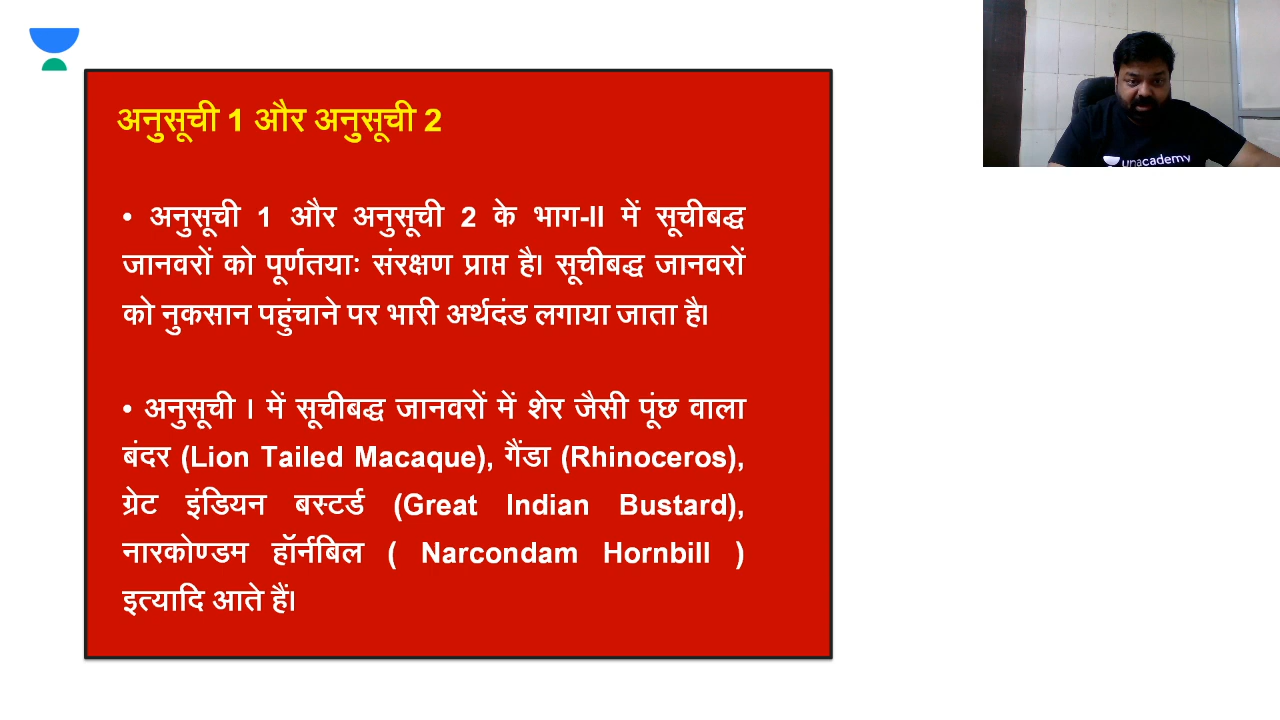 अनुसूची 1 और अनुसूची 2
• अनुसूची 1 और अनुसूची 2 के भाग-II में सूचीबद्ध
जानवरों को पूर्णतयाः संरक्षण प्राप्त है। सूचीबद्ध जानवरों
को नुकसान पहुंचाने पर भारी अर्थदंड लगाया जाता है।
• अनुसूची । में सूचीबद्ध जानवरों में शेर जैसी पूंछ वाला
बंदर (Lion Tailed Macaque), गैंडा (Rhinoceros),
ग्रेट इंडियन बस्टर्ड (Great Indian Bustard),
नारकोण्डम हॉर्नबिल ( Narcondam Hornbill )
इत्यादि आते हैं।
unacademy